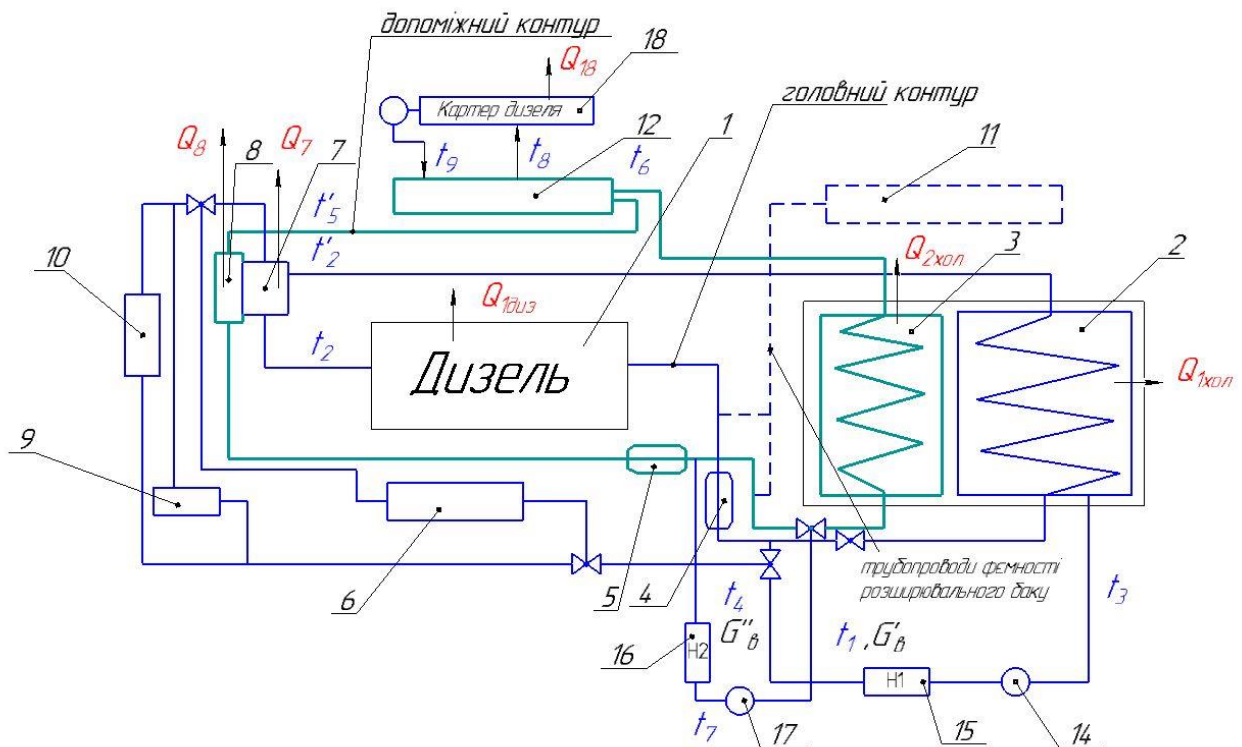 допоміжний контур
Q18
18
Картер дизеля
головний контур
Q8
8
Q7
7
t9
t8
12
t6
1
11
t'5
t'2
10
Q2хол
3
2
Q1диз
t2
Дизель
Q1хол
9
6
5
4
t4
трубопроводи ємності
розширювального баку
t3
16
Н2
G''в
t1, G'в
t7
17
Н1
15
14